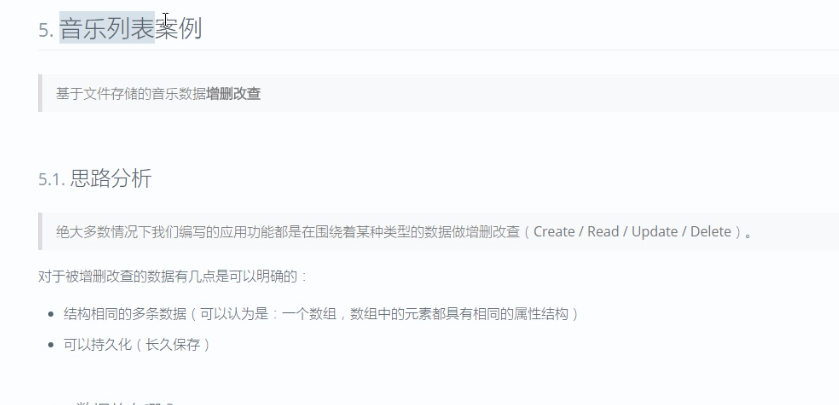 5. 音乐列表案例
基于文件存储的音乐数据增删改查
5.1. 思路分析
绝大多数情况下我们编写的应用功能都是在围绕着某种类型的数据做增删改查（Create / Read / Update / Delete）。
对于被增删改查的数据有几点是可以明确的：
结构相同的多条数据（可以认为是：一个数组，数组中的元素都具有相同的属性结构）
可以持久化（长久保存）